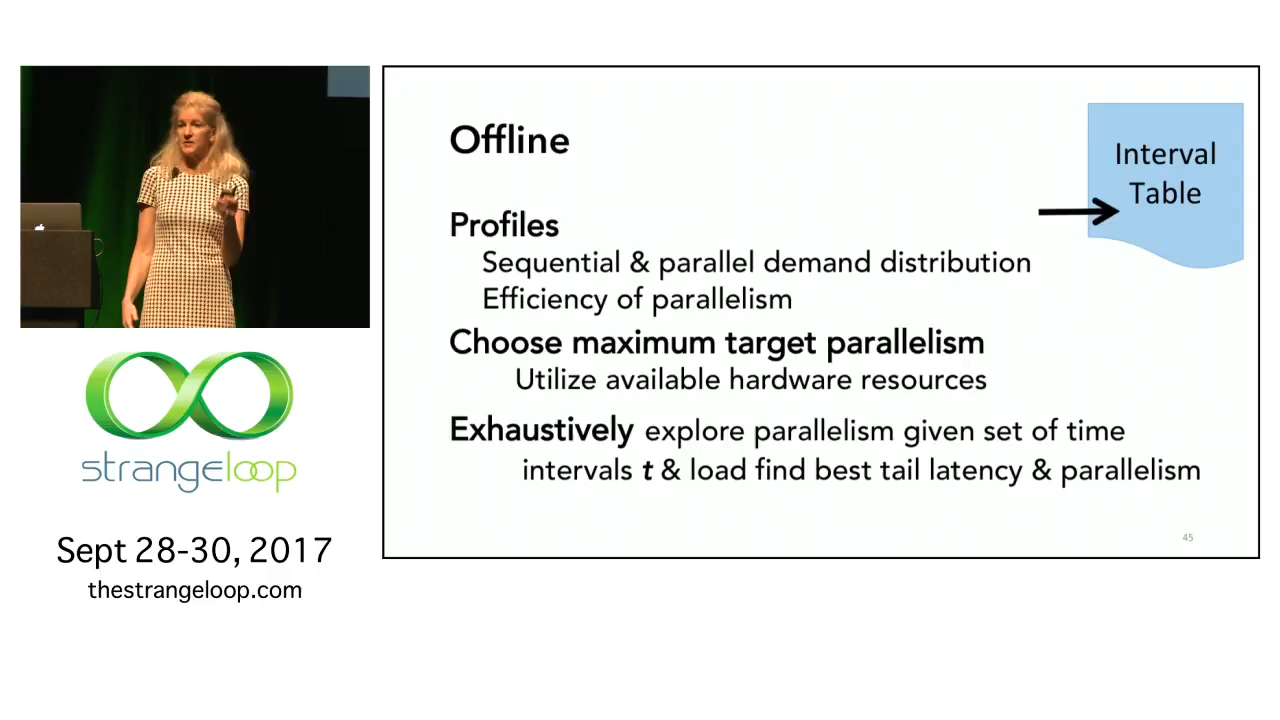 Offline
Interval
Table
Profiles
Sequential & parallel demand distribution
Efficiency of parallelism
Choose maximum target parallelism
Utilize available hardware resources
Exhaustively explore parallelism given set of time
intervals t & load find best tail latency & parallelism
45
strangeloop
Sept 28-30, 2017
thestrangeloop.com